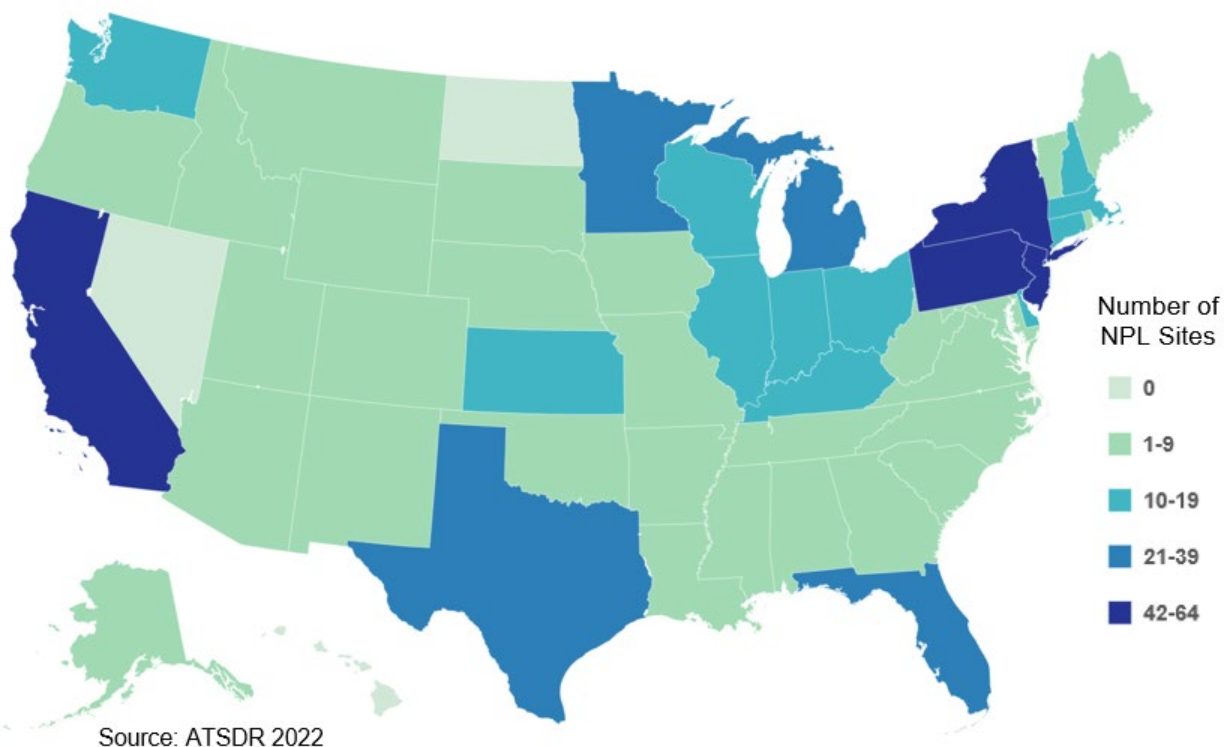 Number of
NPL Sites
0
1-9
10-19
21-39
42-64
Source: ATSDR 2022